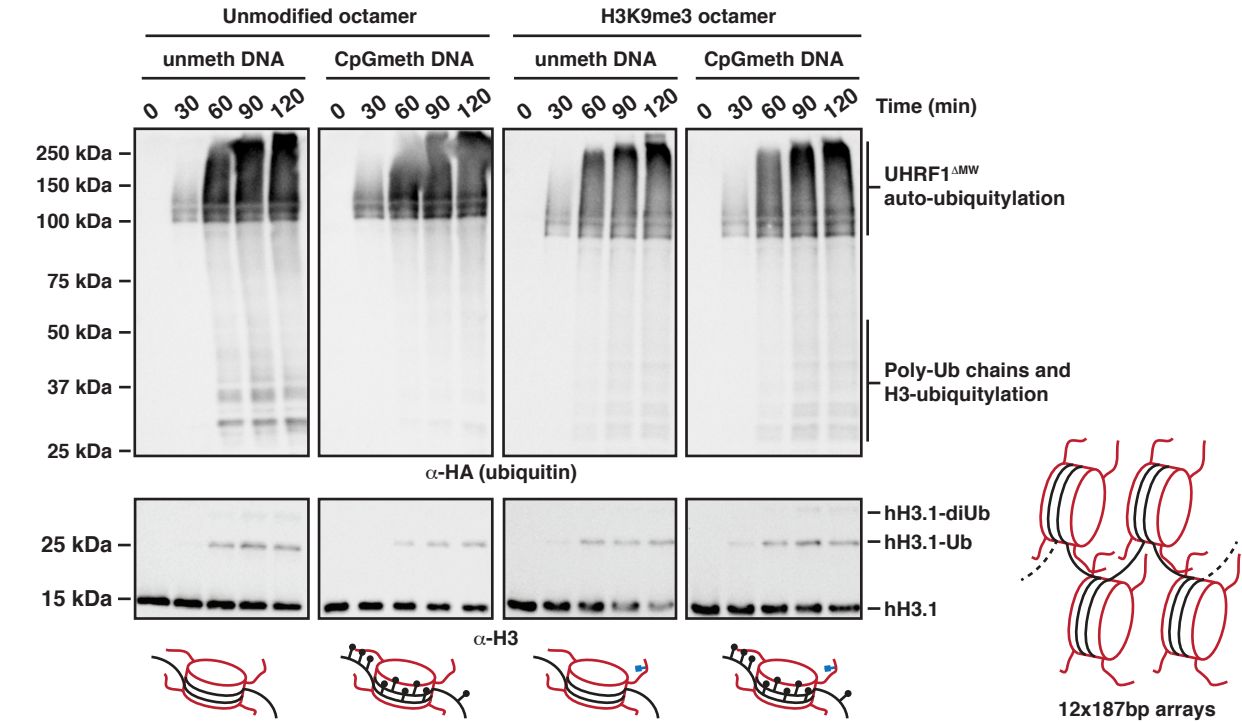 Unmodified octamer H3K9me3 octamer
unmeth DNA CpGmeth DNA unmeth DNA CpGmeth DNA
0 30 60 90 120 0 30 60 90 120 0 30 60 90 120 0 30 60 90 120 Time (min)
250 kDa
150 kDa
100 kDa
75 kDa
50 kDa
37 kDa
25 kDa
UHRF1ΔMW
auto-ubiquitylation
Poly-Ub chains and
H3-ubiquitylation
α-HA (ubiquitin)
25 kDa
15 kDa
hH3.1-diUb
hH3.1-Ub
hH3.1
α-H3
12x187bp arrays